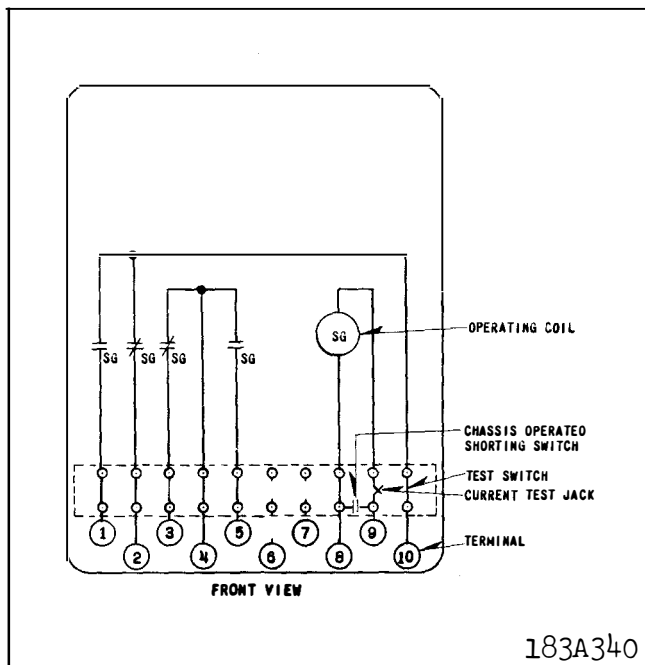 SG
SG
SG
SG
SG
OPERATING COIL
CHASSIS OPERATED
SHORTING SWITCH
TEST SWITCH
CURRENT TEST JACK
1
3
5
7
9
2
4
6
8
10
TERMINAL
FRONT VIEW
183A340